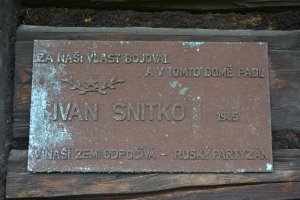 ZA NAŠI VLAST BOJOVAL
A V TOMTO DOMĚ PADL
IVAN SNITKO 1945
V NAŠÍ ZEMI ODPOČÍVÁ - RUSKÝ PARTYZÁN